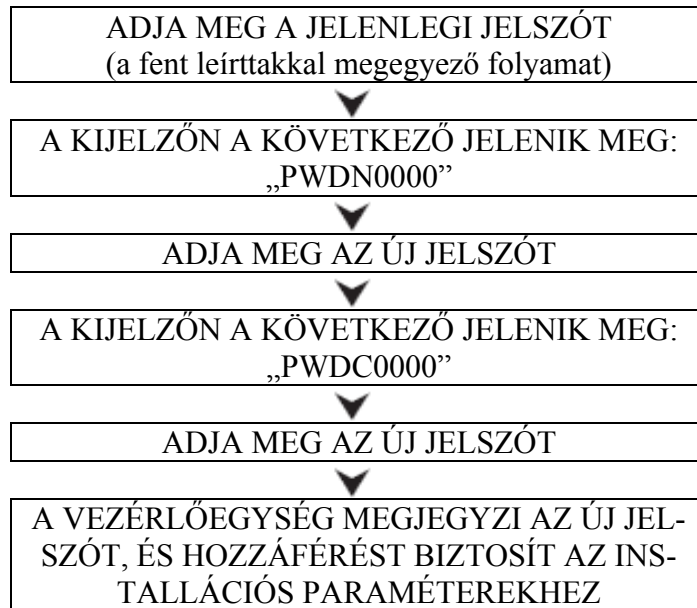 ADJA MEG A JELENLEGI JELSZÓT
(a fent leírttakkal megegyező folyamat)
A KIJELZŐN A KÖVETKEZŐ JELENIK MEG:
„PWDN0000”
ADJA MEG AZ ÚJ JELSZÓT
A KIJELZŐN A KÖVETKEZŐ JELENIK MEG:
„PWDC0000”
ADJA MEG AZ ÚJ JELSZÓT
A VEZÉRLŐEGYSÉG MEGJEGYZI AZ ÚJ JEL-
SZÓT, ÉS HOZZÁFÉRÉST BIZTOSÍT AZ INS-
TALLÁCIÓS PARAMÉTEREKHEZ